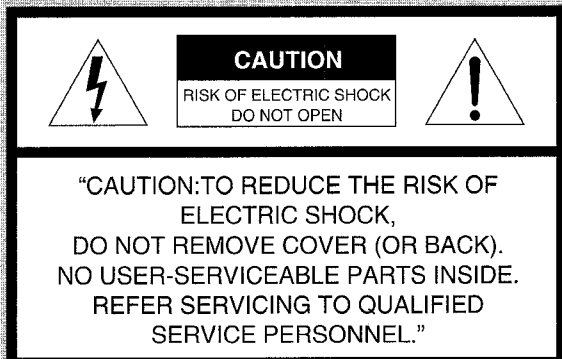 CAUTION
RISK OF ELECTRIC SHOCK
DO NOT OPEN
!
“CAUTION:TO REDUCE THE RISK OF
ELECTRIC SHOCK,
DO NOT REMOVE COVER (OR BACK).
NO USER-SERVICEABLE PARTS INSIDE.
REFER SERVICING TO QUALIFIED
SERVICE PERSONNEL.”